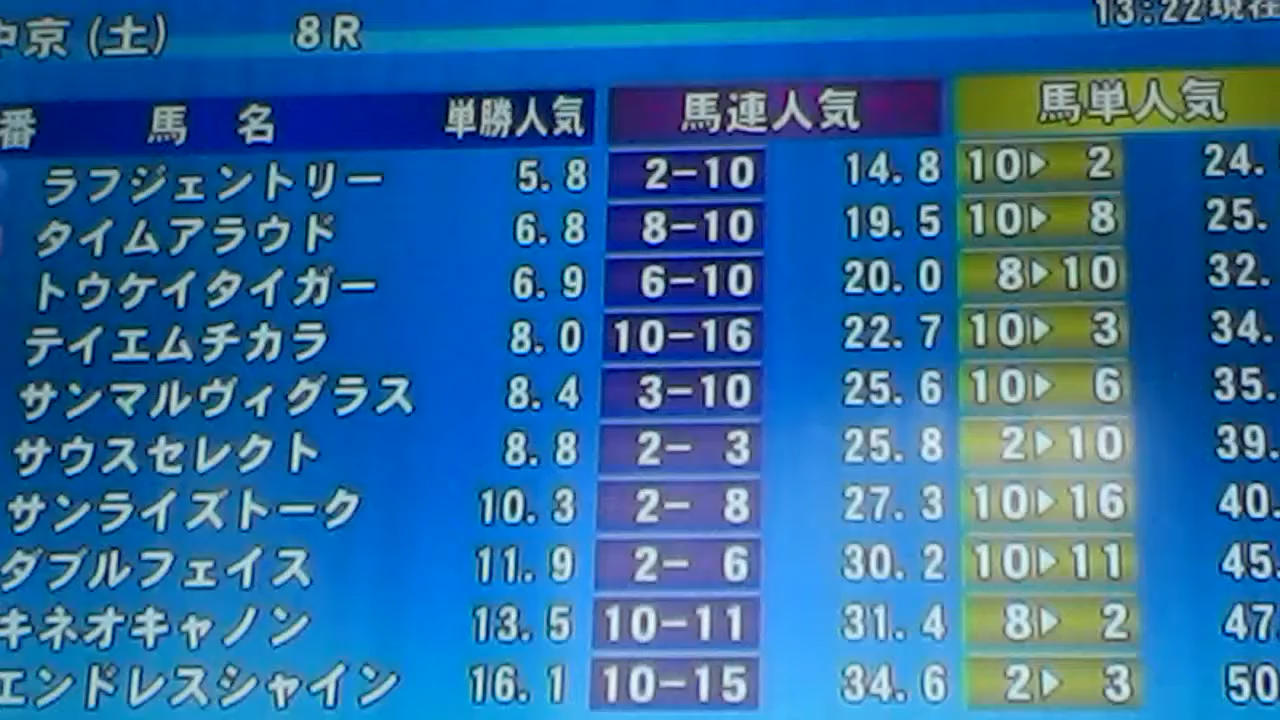 中京(土) 8R 13:22現在
番 馬名 単勝人気 馬連人気 馬単人気
ラフジェントリー 5.8 2-10 14.8 10▶2 24.
タイムアラウド 6.8 8-10 19.5 10▶8 25.
トウケイタイガー 6.9 6-10 20.0 8▶10 32.
テイエムチカラ 8.0 10-16 22.7 10▶3 34.
サンマルヴィグラス 8.4 3-10 25.6 10▶6 35.
サウスセレクト 8.8 2-3 25.8 2▶10 39.
サンライズトーク 10.3 2-8 27.3 10▶16 40.
ダブルフェイス 11.9 2-6 30.2 10▶11 45.
キネオキャノン 13.5 10-11 31.4 8▶2 47
エンドレスシャイン 16.1 10-15 34.6 2▶3 50